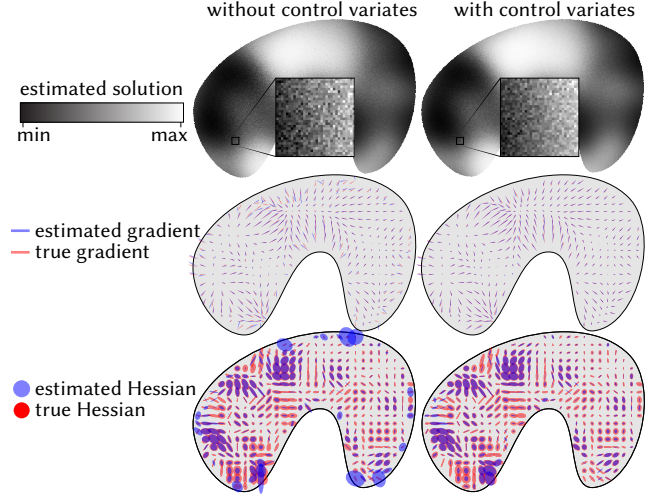 without control variates
with control variates
estimated solution
min
max
estimated gradient
true gradient
estimated Hessian
true Hessian